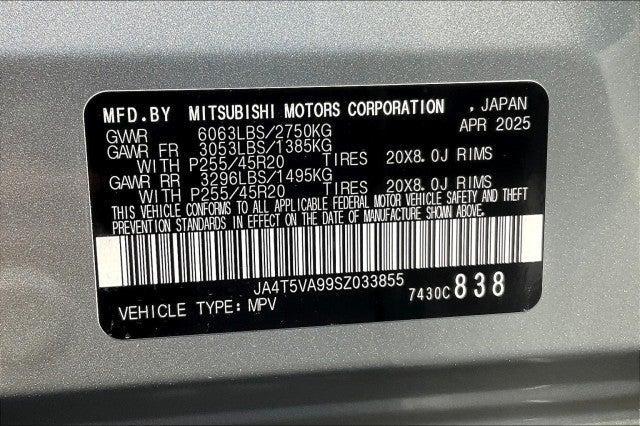 MFD.BY MITSUBISHI MOTORS CORPORATION , JAPAN
GVWR 6063LBS/2750KG APR 2025
GAWR FR 3053LBS/1385KG
WITH P255/45R20 TIRES 20X8.0J RIMS
GAWR RR 3296LBS/1495KG
WITH P255/45R20 TIRES 20X8.0J RIMS
THIS VEHICLE CONFORMS TO ALL APPLICABLE FEDERAL MOTOR VEHICLE SAFETY AND THEFT
PREVENTION STANDARDS IN EFFECT ON THE DATE OF MANUFACTURE SHOWN ABOVE.
JA4T5VA99SZ033855
VEHICLE TYPE: MPV 7430C 838